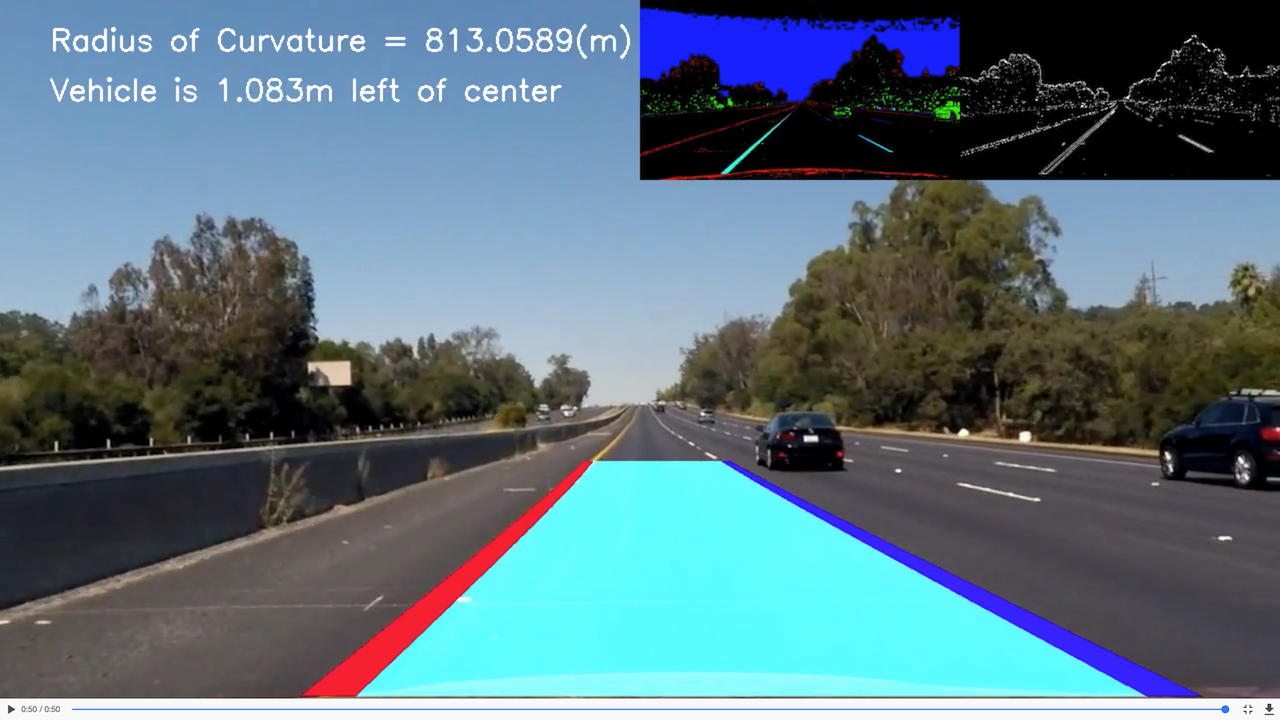 Radius of Curvature = 813.0589(m)
Vehicle is 1.083m left of center
0:50 / 0:50